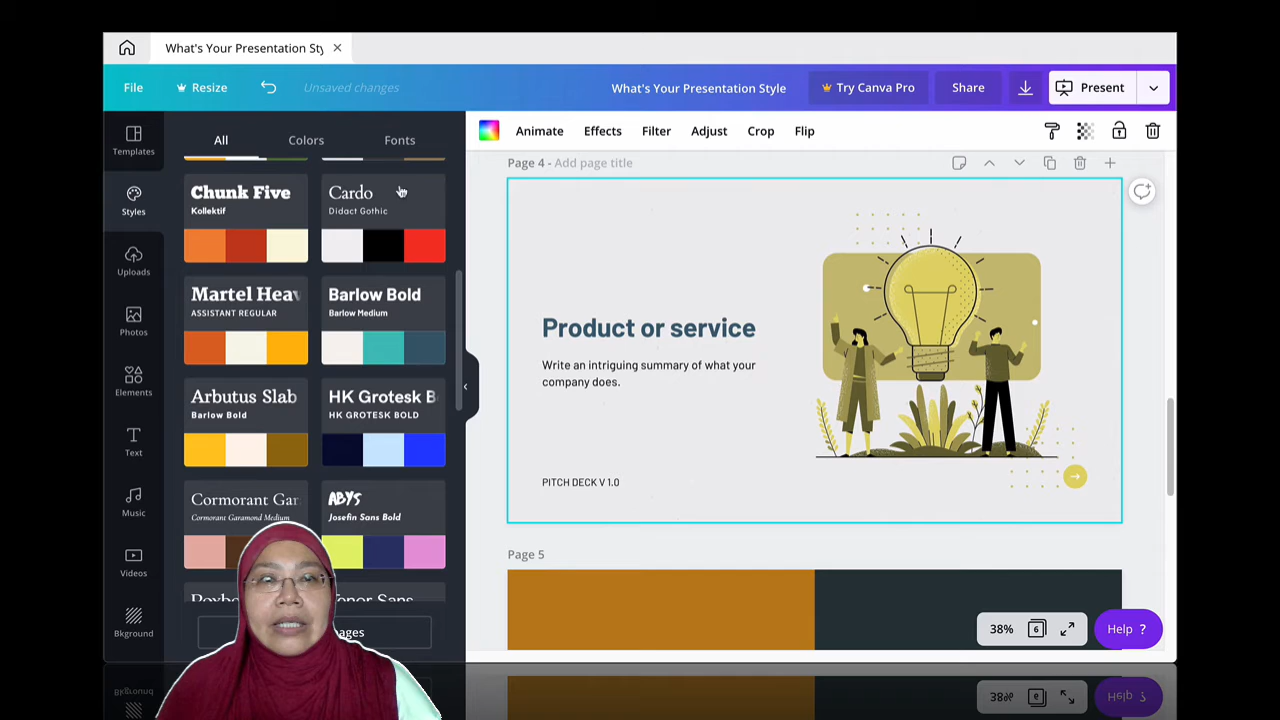 What's Your Presentation Sty
File
Resize
Unsaved changes
What's Your Presentation Style
Try Canva Pro
Share
Present
Templates
Styles
Uploads
Photos
Elements
Text
Music
Videos
Bkground
All
Colors
Fonts
Chunk Five
Kollektif
Cardo
Didact Gothic
Martel Heav
ASSISTANT REGULAR
Barlow Bold
Barlow Medium
Arbutus Slab
Barlow Bold
HK Grotesk B
HK GROTESK BOLD
Cormorant Gar
Cormorant Garamond Medium
ABYS
Josefin Sans Bold
ages
Animate
Effects
Filter
Adjust
Crop
Flip
Page 4 - Add page title
Product or service
Write an intriguing summary of what your
company does.
PITCH DECK V 1.0
Page 5
38%
6
Help ?